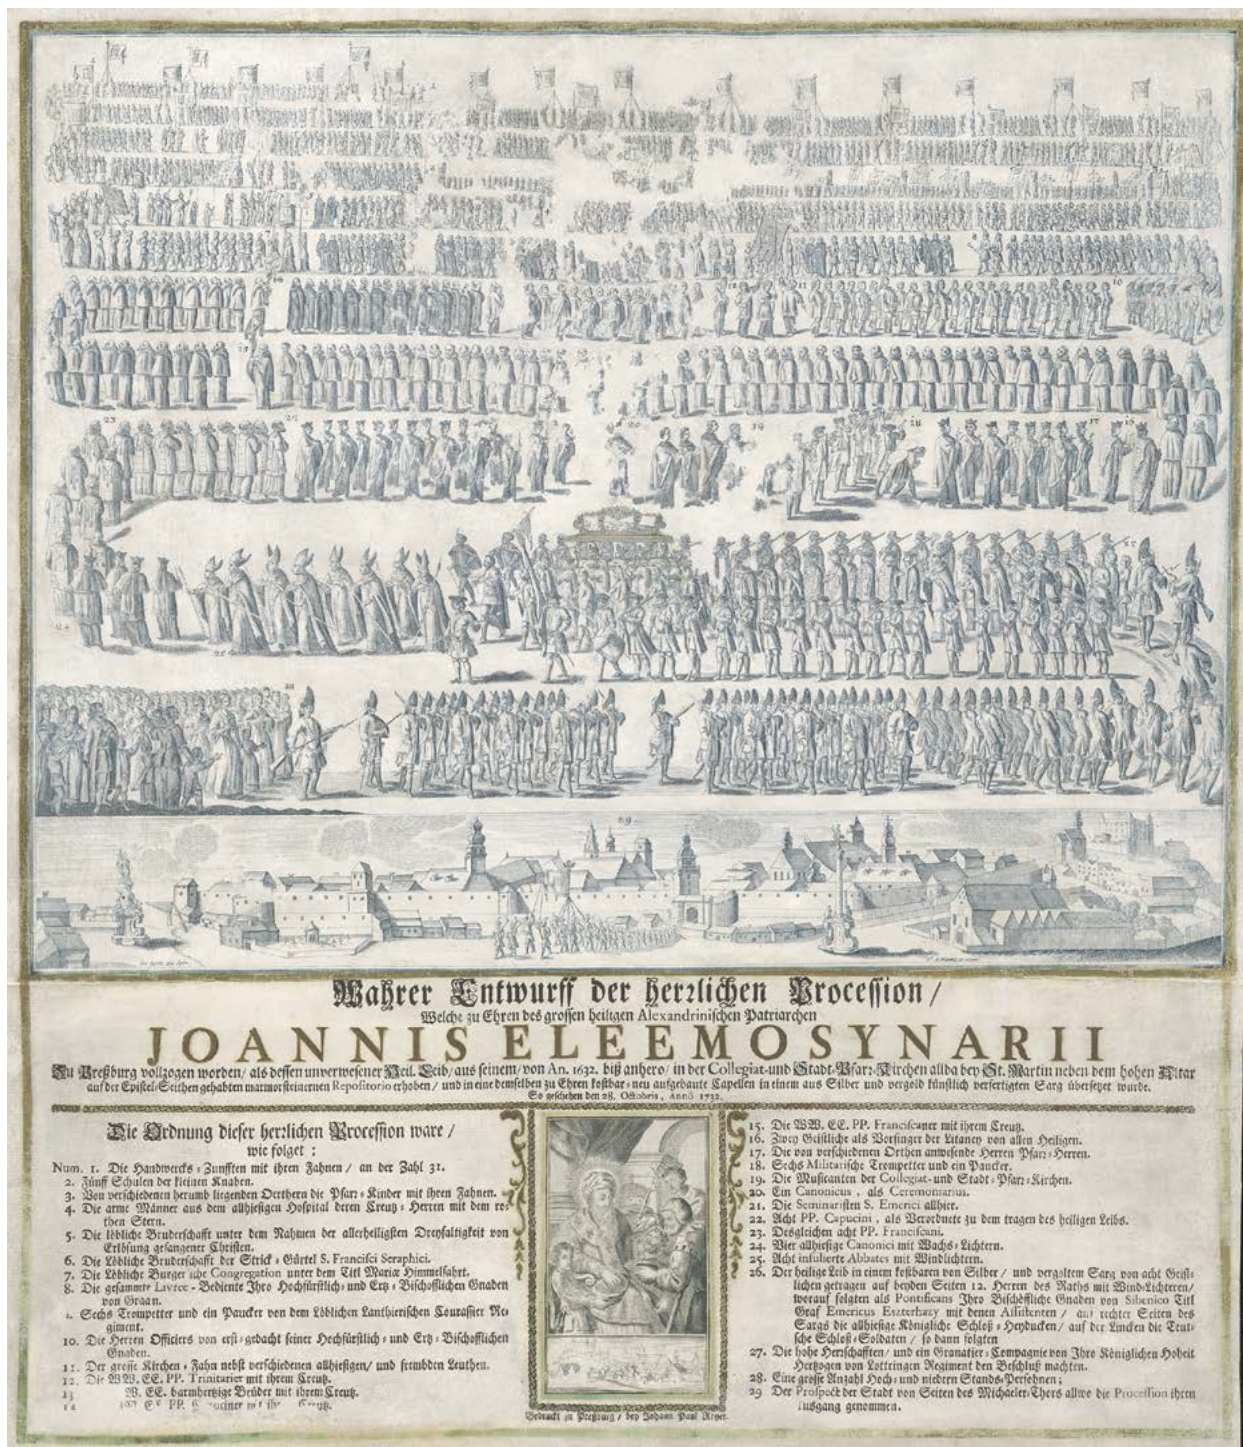 Wahrer Entwurff der herrlichen Procession /
Welche zu Ehren des grossen heiligen Alexandrinischen Patriarchen
JOANNIS ELEEMOSYNARII
Zu Preßburg vollzogen worden / als dessen unverwesener Heil. Leib / aus seinem / von An. 1632. biß anhero / in der Collegiat-und Stadt-Pfarr-Kirchen allda bey St. Martin neben dem hohen Altar
auf der Epistel-Seithen gehabten marmorsteinernen Repositorio erhoben / und in eine demselben zu Ehren kostbar-neu aufgebaute Capellen in einem aus Silber und vergold künstlich verfertigten Sarg übersetzet wurde.
So geschehen den 28. Octobris, Annô 1732.
Die Ordnung dieser herrlichen Procession ware /
wie folget :
Num. 1. Die Handwercks-Zunfften mit ihren Fahnen / an der Zahl 31.
2. Fünff Schulen der kleinen Knaben.
3. Von verschiedenen herumb ligenden Oerthern die Pfarr-Kinder mit ihren Fahnen.
4. Die arme Männer aus dem allhiesigen Hospital deren Creutz-Herren mit dem ro-
then Stern.
5. Die löbliche Bruderschafft unter dem Nahmen der allerheiligsten Dreyfaltigkeit von
Erlösung gefangener Christen.
6. Die Löbliche Bruderschafft der Strick-Gürtel S. Francisci Seraphici.
7. Die Löbliche Burgerliche Congregation unter dem Titl Mariæ Himmelfahrt.
8. Die gesammte Livree-Bediente Ihro Hochfürstlich-und Ertz-Bischofflichen Gnaden
von Graan.
Sechs Trompetter und ein Paucker von dem Löblichen Lanthierischen Courassier Re-
giment.
10. Die Herren Officiers von erst-gedacht seiner Hochfürstlich-und Ertz-Bischofflichen
Gnaden.
11. Der grosse Kirchen-Fahn nebst verschiedenen allhiesigen / und frembden Leuthen.
12. Die WW. EE. PP. Trinitarier mit ihrem Creutz.
13 W. EE. barmhertzige Brüder mit ihrem Creutz.
EE PP. Creutz.
15. Die WW. EE. PP. Franciscaner mit ihrem Creutz.
16. Zwey Geistliche als Vorsinger der Litaney von allen Heiligen.
17. Die von verschiedenen Orthen anwesende Herren Pfarr-Herren.
18. Sechs Militarische Trompetter und ein Paucker.
19. Die Musicanten der Collegiat-und Stadt-Pfarr-Kirchen.
20. Ein Canonicus, als Ceremoniarius.
21. Die Seminaristen S. Emerici allhier.
22. Acht PP. Capucini, als Verordnete zu dem tragen des heiligen Leibs.
23. Desgleichen acht PP. Franciscani.
24. Vier allhiesige Canonici mit Wachs-Lichtern.
25. Acht infulierte Abbates mit Windlichtern.
26. Der heilige Leib in einem kostbaren von Silber / und vergoltem Sarg von acht Geist-
lichen getragen auf beyden Seiten 12. Herren des Raths mit Wind-Lichteren /
worauf folgten als Pontificans Ihro Bischöffliche Gnaden von Sibenico Titl
Graf Emericus Eszterhazy mit denen Assistenten / auf rechter Seiten des
Sargs die allhiesige Königliche Schloß-Heyducken / auf der Lincken die Teut-
sche Schloß-Soldaten / so dann folgten
27. Die hohe Herrschafften / und ein Granatier-Compagnie von Ihro Königlichen Hoheit
Hertzogen von Lottringen Regiment den Beschluß machten.
28. Eine grosse Anzahl Hoch-und niedern Stands-Persohnen;
29 Der Prospect der Stadt von Seiten des Michaeler-Thors allwo die Procession ihren
Ausgang genommen.
Gedruckt zu Preßburg / bey Johann Paul Royer.